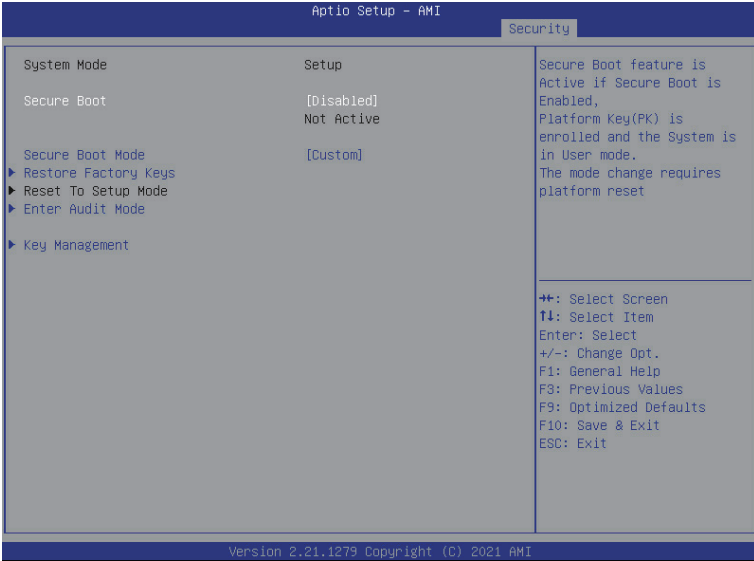 Aptio Setup – AMI
Security
System Mode Setup
Secure Boot [Disabled]
Not Active
Secure Boot Mode [Custom]
Restore Factory Keys
Reset To Setup Mode
Enter Audit Mode
Key Management
Secure Boot feature is
Active if Secure Boot is
Enabled,
Platform Key(PK) is
enrolled and the System is
in User mode.
The mode change requires
platform reset
→←: Select Screen
↑↓: Select Item
Enter: Select
+/-: Change Opt.
F1: General Help
F3: Previous Values
F9: Optimized Defaults
F10: Save & Exit
ESC: Exit
Version 2.21.1279 Copyright (C) 2021 AMI